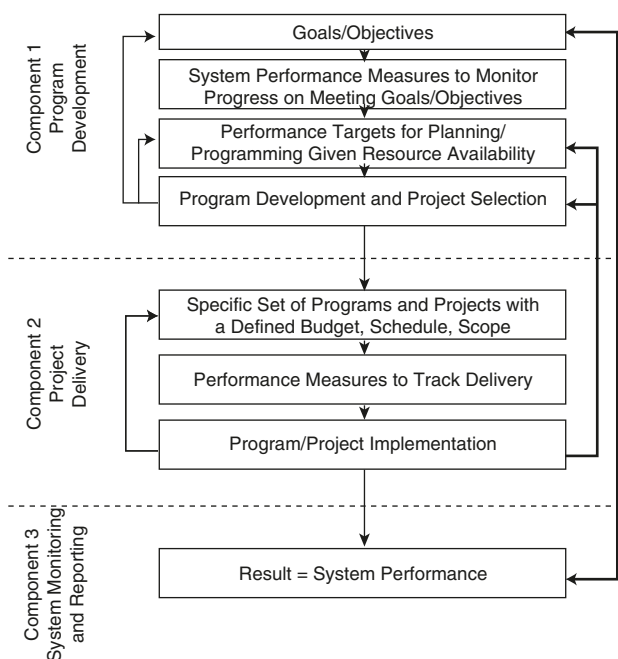 Component 1
Program
Development
Goals/Objectives
System Performance Measures to Monitor
Progress on Meeting Goals/Objectives
Performance Targets for Planning/
Programming Given Resource Availability
Program Development and Project Selection
Component 2
Project
Delivery
Specific Set of Programs and Projects with
a Defined Budget, Schedule, Scope
Performance Measures to Track Delivery
Program/Project Implementation
Component 3
System Monitoring
and Reporting
Result = System Performance